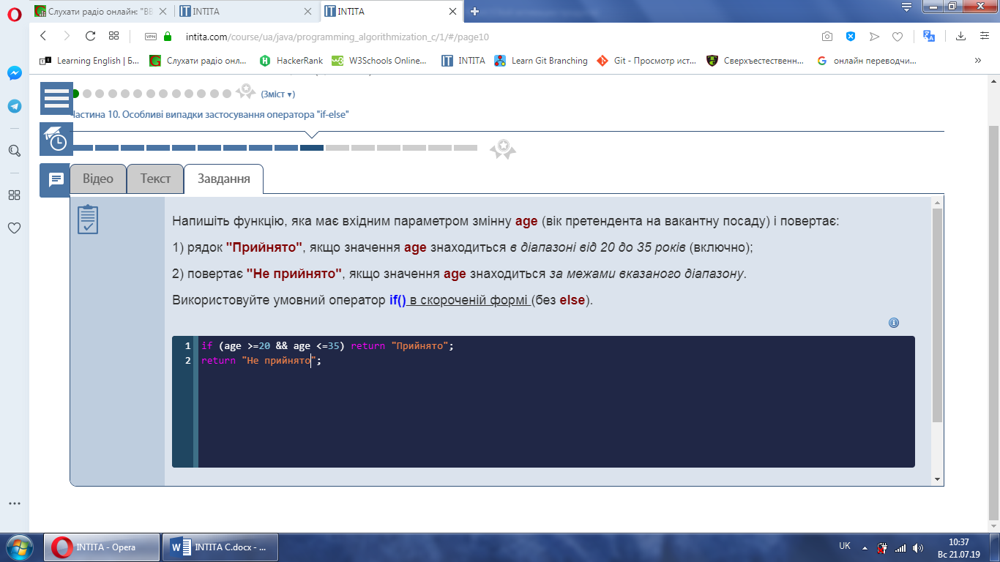 Слухати радіо онлайн: "ВЕ
INTITA
INTITA
VPN
intita.com/course/ua/java/programming_algorithmization_c/1/#/page10
Learning English | Б...
Слухати радіо онл...
HackerRank
W3Schools Online...
INTITA
Learn Git Branching
Git - Просмотр ист...
Сверхъестественн...
онлайн переводчи...
»
(Зміст ▾)
Частина 10. Особливі випадки застосування оператора "if-else"
Відео
Текст
Завдання
Напишіть функцію, яка має вхідним параметром змінну age (вік претендента на вакантну посаду) і повертає:
1) рядок "Прийнято", якщо значення age знаходиться в діапазоні від 20 до 35 років (включно);
2) повертає "Не прийнято", якщо значення age знаходиться за межами вказаного діапазону.
Використовуйте умовний оператор if() в скороченій формі (без else).
1 if (age >=20 && age <=35) return "Прийнято";
2 return "Не прийнято";
INTITA - Opera
INTITA C.docx - ...
UK
10:37
Вс 21.07.19